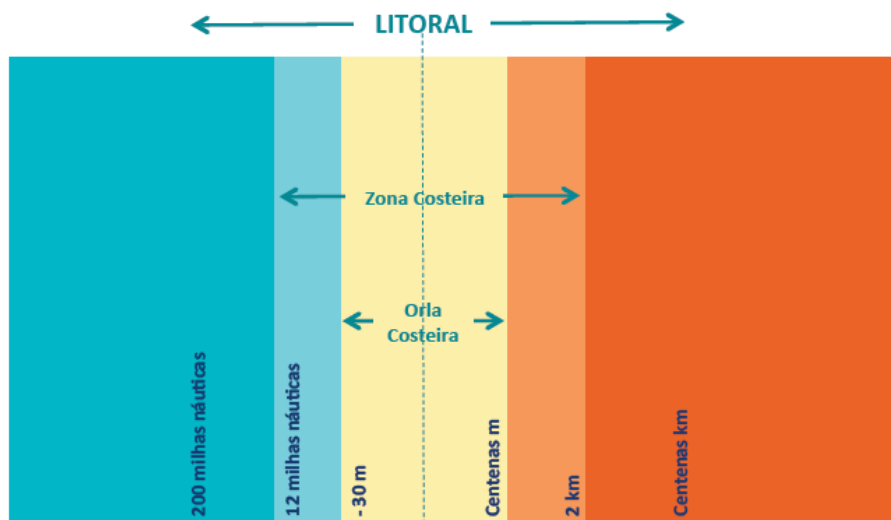 LITORAL
Zona Costeira
Orla
Costeira
200 milhas náuticas
12 milhas náuticas
- 30 m
Centenas m
2 km
Centenas km